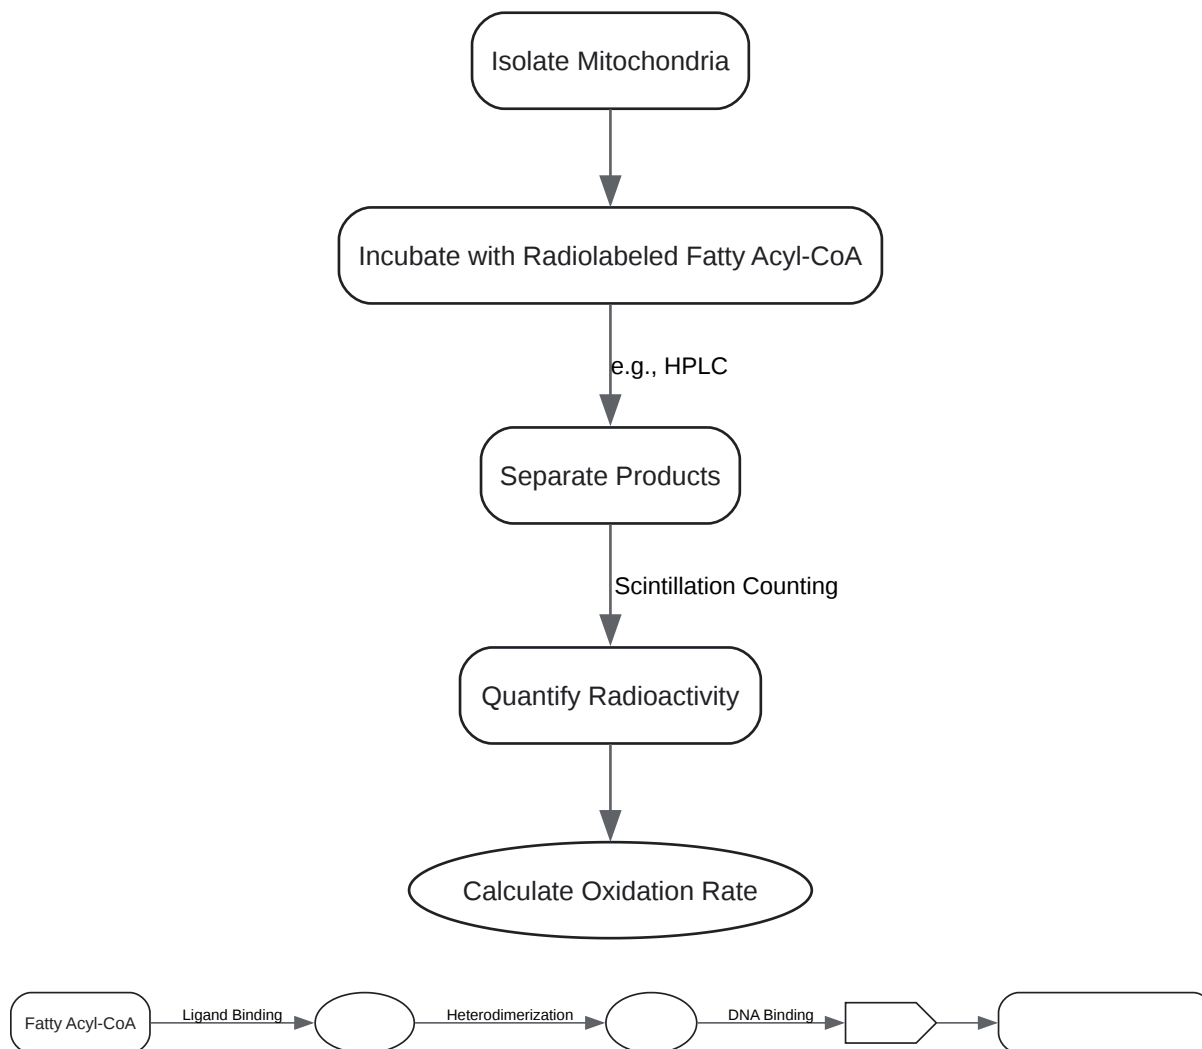 Isolate Mitochondria
Incubate with Radiolabeled Fatty Acyl-CoA
e.g., HPLC
Separate Products
Scintillation Counting
Quantify Radioactivity
Calculate Oxidation Rate
Fatty Acyl-CoA
Ligand Binding
Heterodimerization
DNA Binding